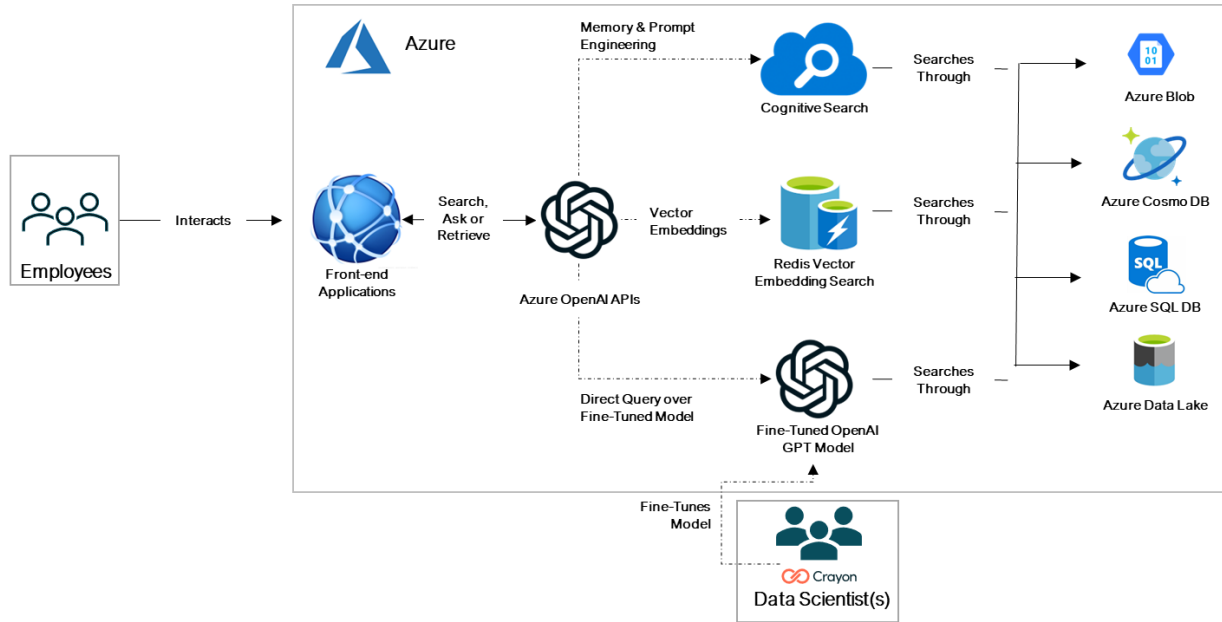 Azure
Memory & Prompt
Engineering
Cognitive Search
Searches
Through
10
01
Azure Blob
Employees
Interacts
Front-end
Applications
Search,
Ask or
Retrieve
Azure OpenAI APIs
Vector
Embeddings
Redis Vector
Embedding Search
Searches
Through
Azure Cosmo DB
SQL
Azure SQL DB
Direct Query over
Fine-Tuned Model
Fine-Tuned OpenAI
GPT Model
Searches
Through
Azure Data Lake
Fine-Tunes
Model
Crayon
Data Scientist(s)